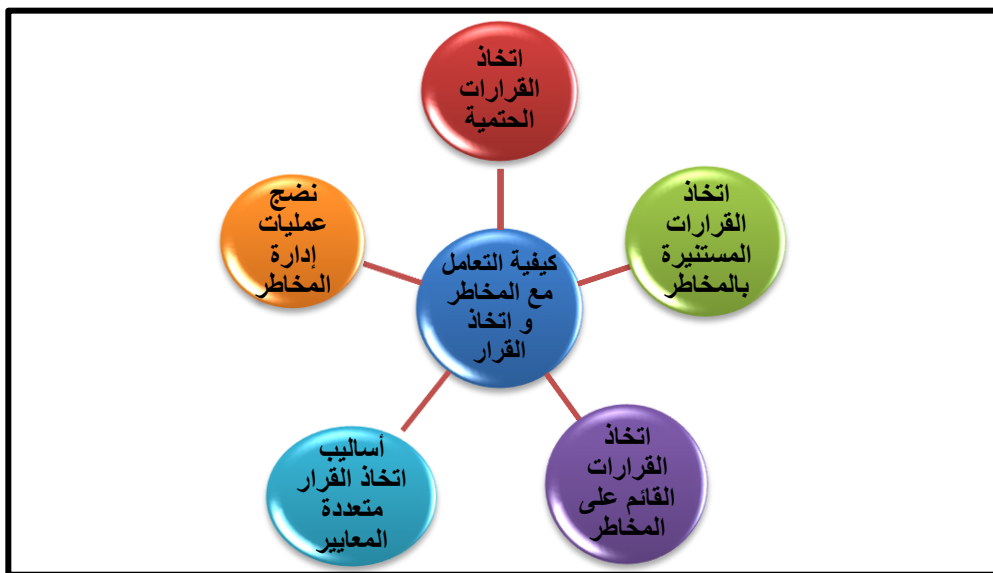 اتخاذ
القرارات
الحتمية
اتخاذ
القرارات
المستنيرة
بالمخاطر
نضج
عمليات
إدارة
المخاطر
كيفية التعامل
مع المخاطر
و اتخاذ
القرار
اتخاذ
القرارات
القائم على
المخاطر
أساليب
اتخاذ القرار
متعددة
المعايير